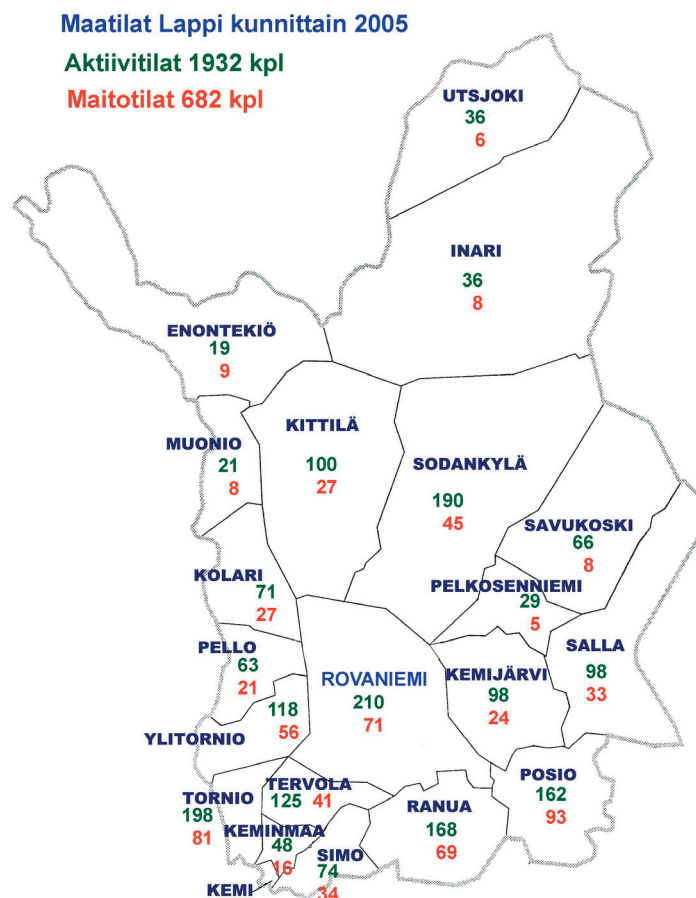 Maatilat Lappi kunnittain 2005
Aktiivitilat 1932 kpl
Maitotilat 682 kpl
UTSJOKI
36
6
INARI
36
8
ENONTEKIÖ
19
9
KITTILÄ
100
27
MUONIO
21
8
SODANKYLÄ
190
45
SAVUKOSKI
66
8
KOLARI
71
27
PELKOSENNIEMI
29
5
PELLO
63
21
SALLA
98
33
ROVANIEMI
210
71
KEMIJÄRVI
98
24
YLITORNIO
118
56
POSIO
162
93
TERVOLA
125 41
TORNIO
198
81
RANUA
168
69
KEMINMAA
48
16
SIMO
74
34
KEMI